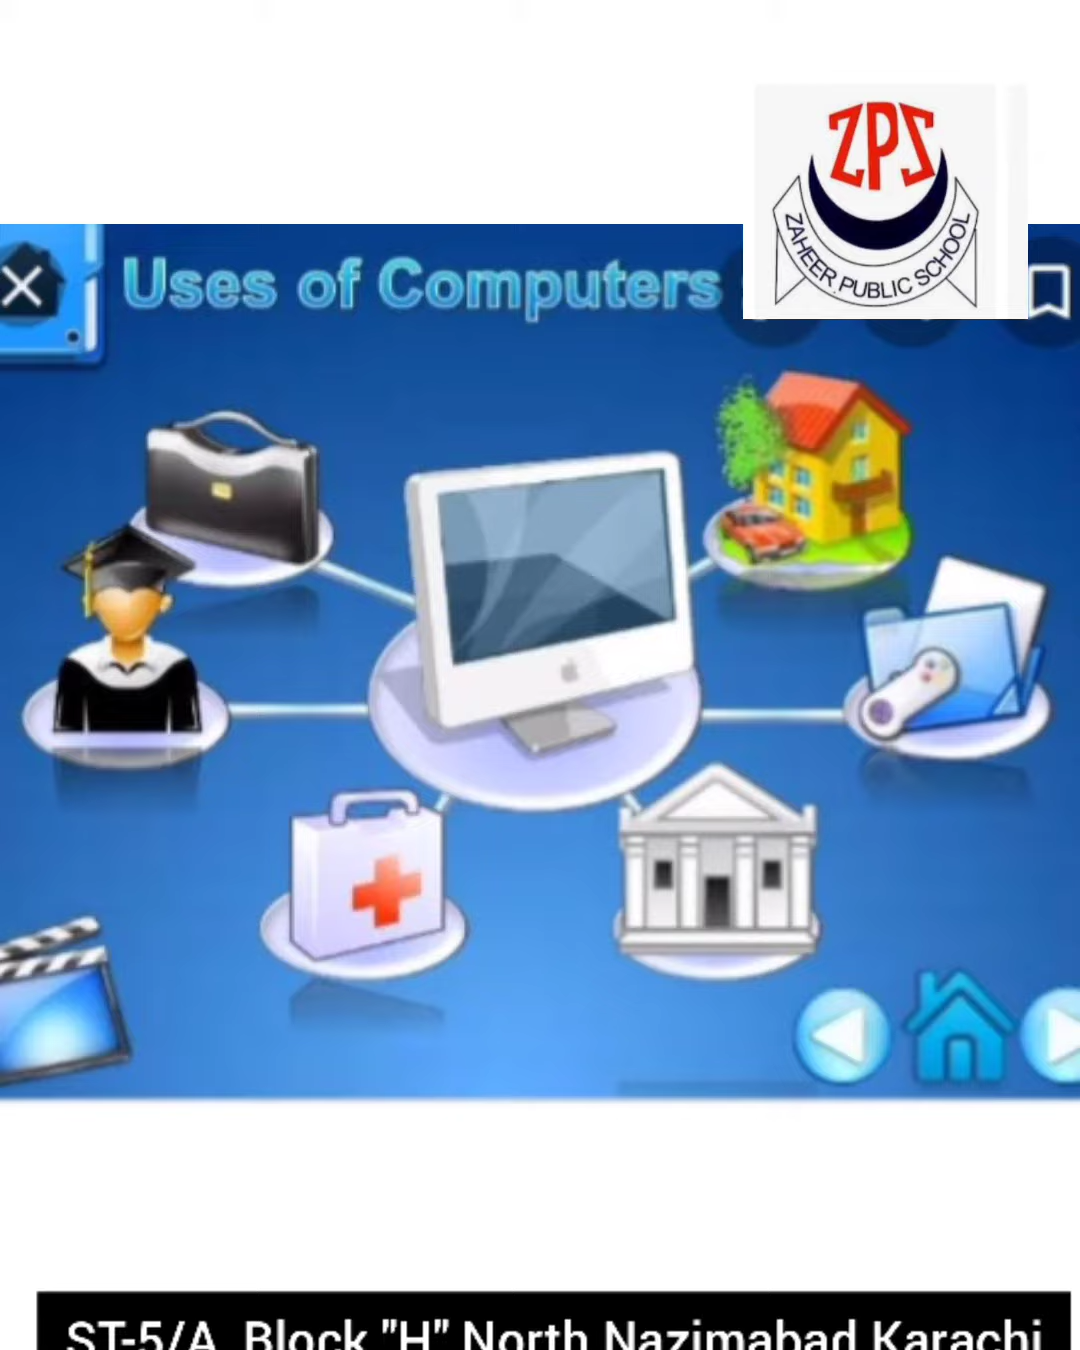 ZPS
ZAHEER PUBLIC SCHOOL
Uses of Computers
ST-5/A, Block "H" North Nazimabad Karachi